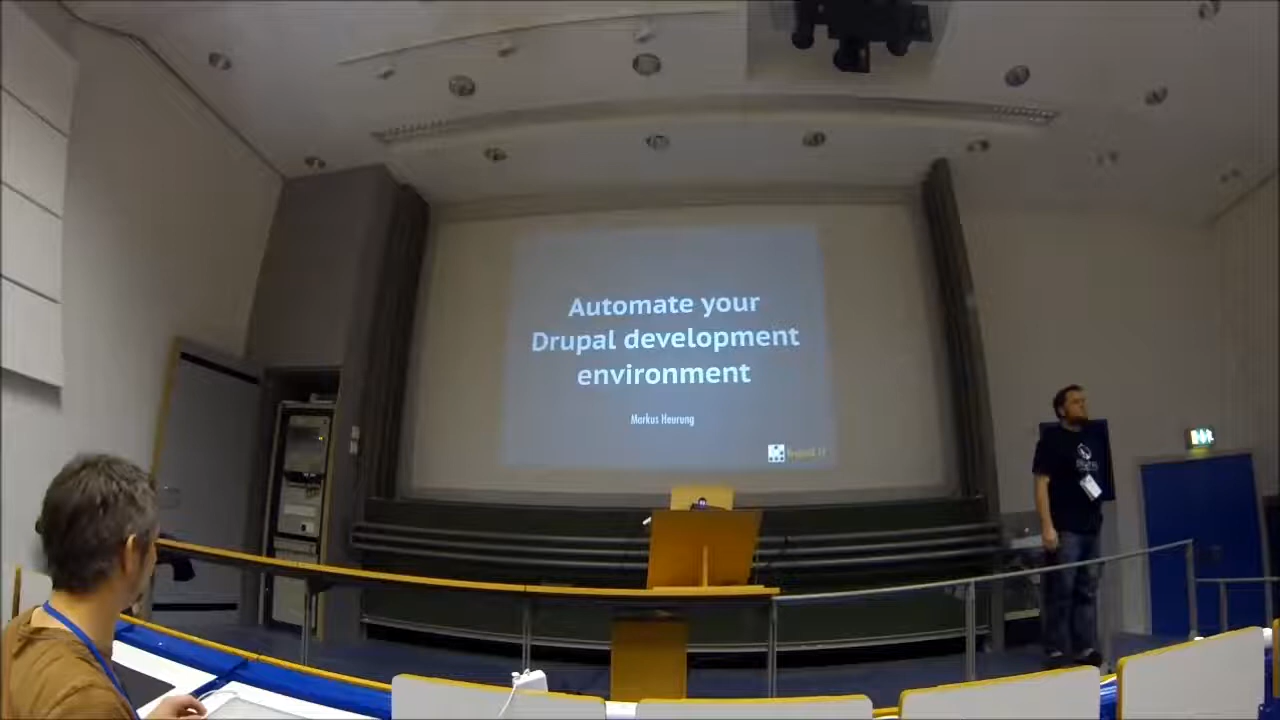 Automate your
Drupal development
environment
Markus Heurung